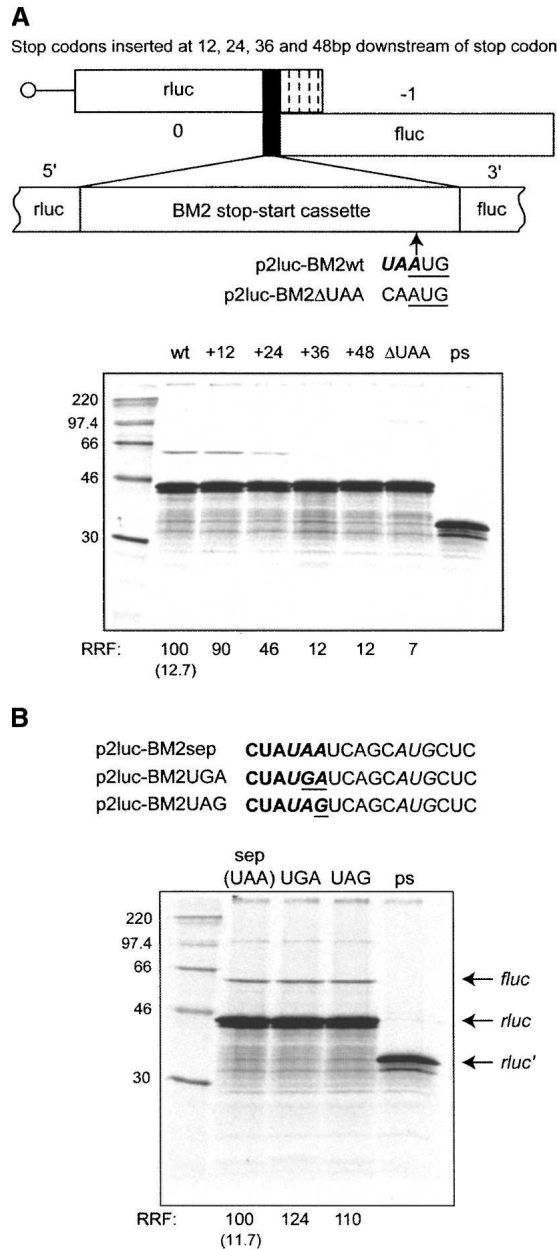 A
Stop codons inserted at 12, 24, 36 and 48bp downstream of stop codon
rluc
-1
0
fluc
5'
3'
rluc
BM2 stop-start cassette
fluc
p2luc-BM2wt UAAUG
p2luc-BM2ΔUAA CAAUG
wt +12 +24 +36 +48 ΔUAA ps
220
97.4
66
46
30
RRF: 100 90 46 12 12 7
(12.7)
B
p2luc-BM2sep CUAUAAUCAGCAUGCUC
p2luc-BM2UGA CUAUGAUCAGCAUGCUC
p2luc-BM2UAG CUAUAGUCAGCAUGCUC
sep
(UAA) UGA UAG ps
220
97.4
66
46
30
fluc
rluc
rluc'
RRF: 100 124 110
(11.7)